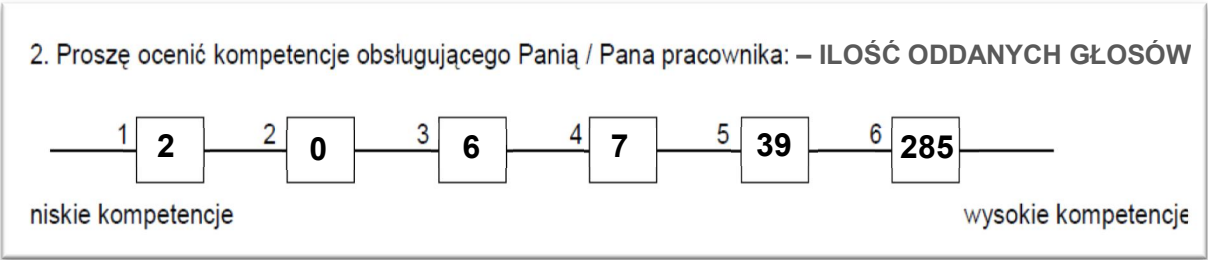 2. Proszę ocenić kompetencje obsługującego Panią / Pana pracownika: – ILOŚĆ ODDANYCH GŁOSÓW
1 2 2 0 3 6 4 7 5 39 6 285
niskie kompetencje wysokie kompetencje